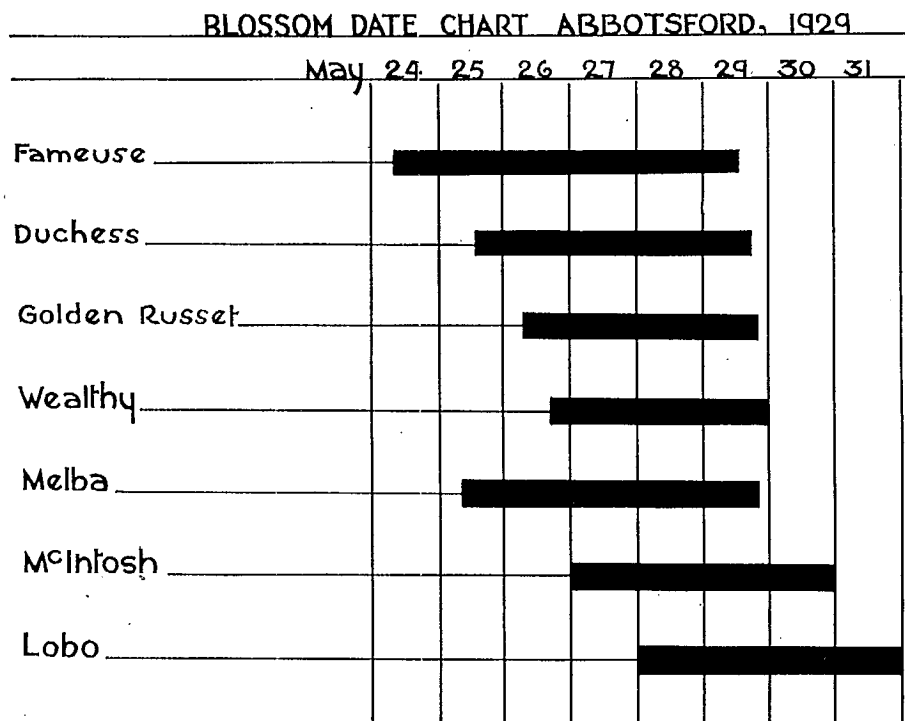 BLOSSOM DATE CHART ABBOTSFORD, 1929
May 24 25 26 27 28 29 30 31
Fameuse
Duchess
Golden Russet
Wealthy
Melba
McIntosh
Lobo